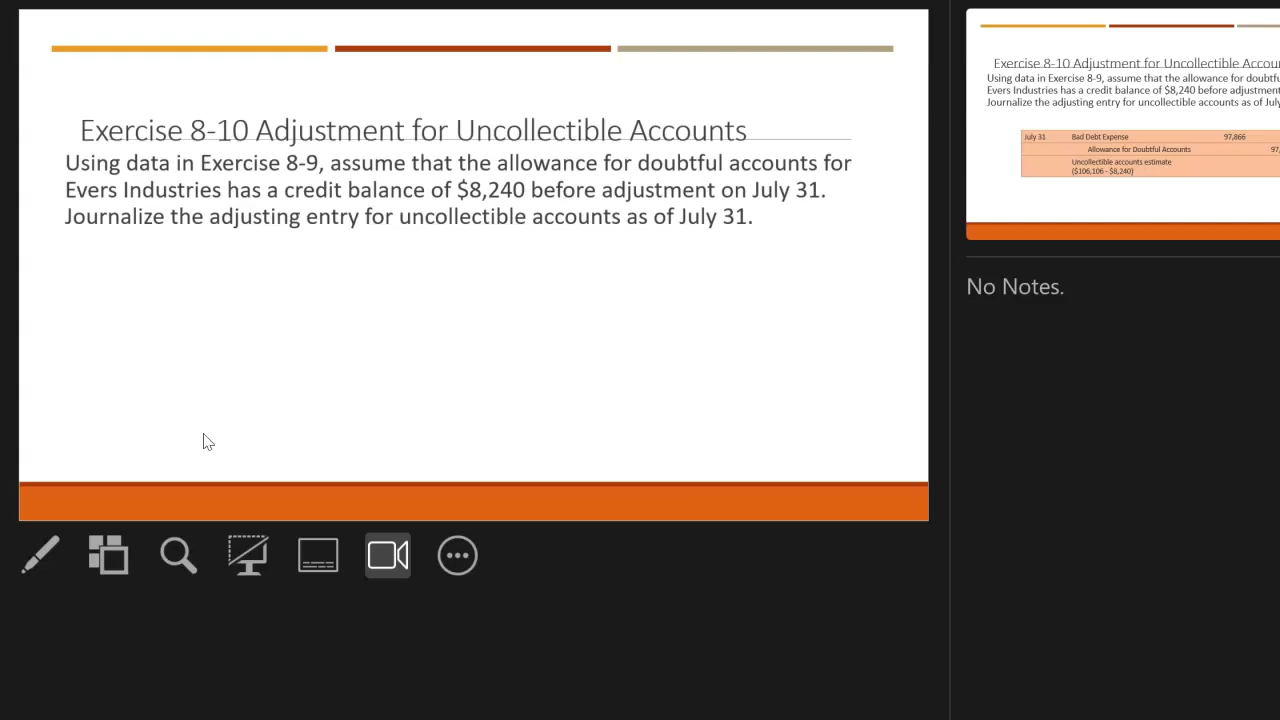 Exercise 8-10 Adjustment for Uncollectible Accounts
Using data in Exercise 8-9, assume that the allowance for doubtful accounts for
Evers Industries has a credit balance of $8,240 before adjustment on July 31.
Journalize the adjusting entry for uncollectible accounts as of July 31.
Exercise 8-10 Adjustment for Uncollectible Accou
Using data in Exercise 8-9, assume that the allowance for doubtfu
Evers Industries has a credit balance of $8,240 before adjustment
Journalize the adjusting entry for uncollectible accounts as of July
July 31 Bad Debt Expense 97,866
Allowance for Doubtful Accounts 97,
Uncollectible accounts estimate
($106,106 - $8,240)
No Notes.